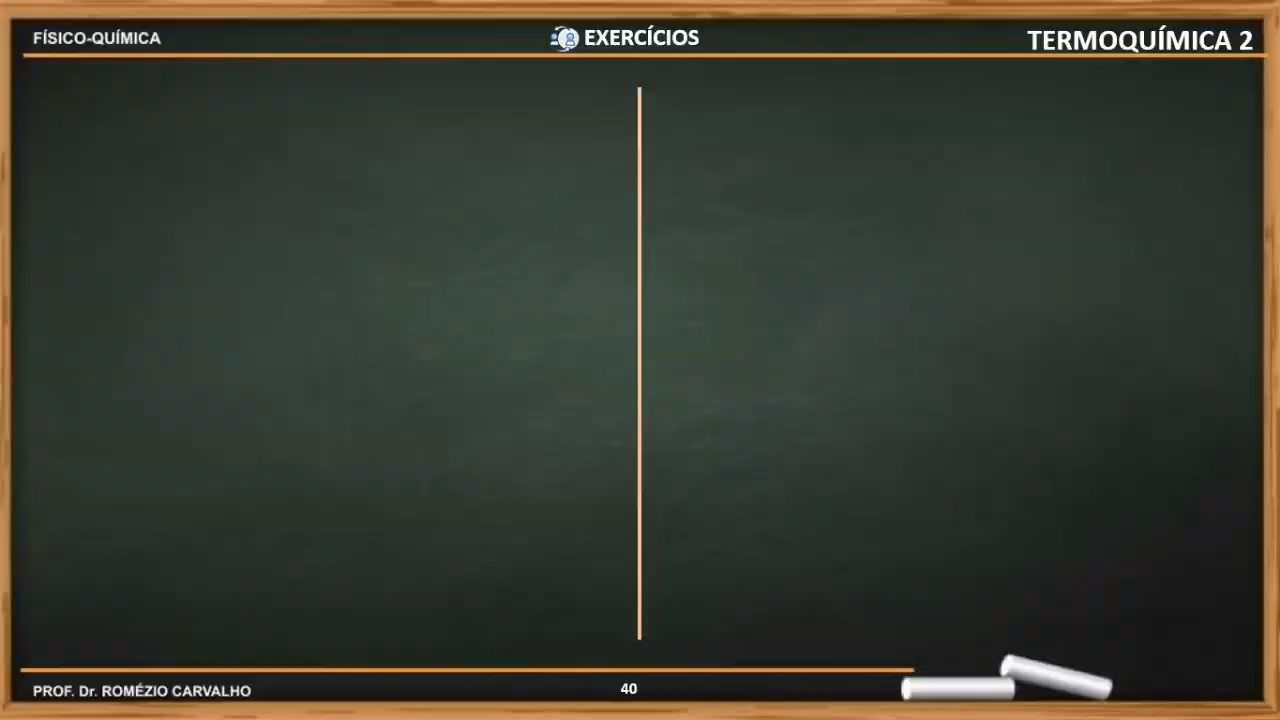 FÍSICO-QUÍMICA
EXERCÍCIOS
TERMOQUÍMICA 2
PROF. Dr. ROMÉZIO CARVALHO
40